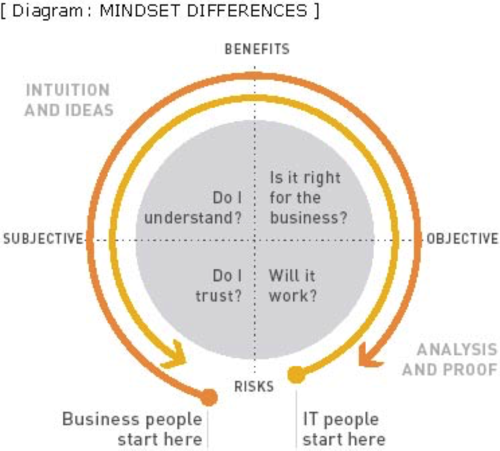 [ Diagram : MINDSET DIFFERENCES ]
BENEFITS
INTUITION
AND IDEAS
Do I
understand?
Is it right
for the
business?
SUBJECTIVE
OBJECTIVE
Do I
trust?
Will it
work?
ANALYSIS
AND PROOF
RISKS
Business people
start here
IT people
start here